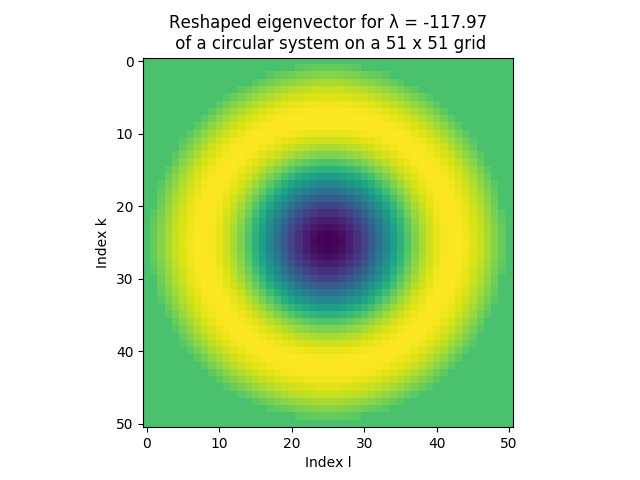 Reshaped eigenvector for λ = -117.97
of a circular system on a 51 x 51 grid
0
10
20
30
40
50
Index k
0 10 20 30 40 50
Index l